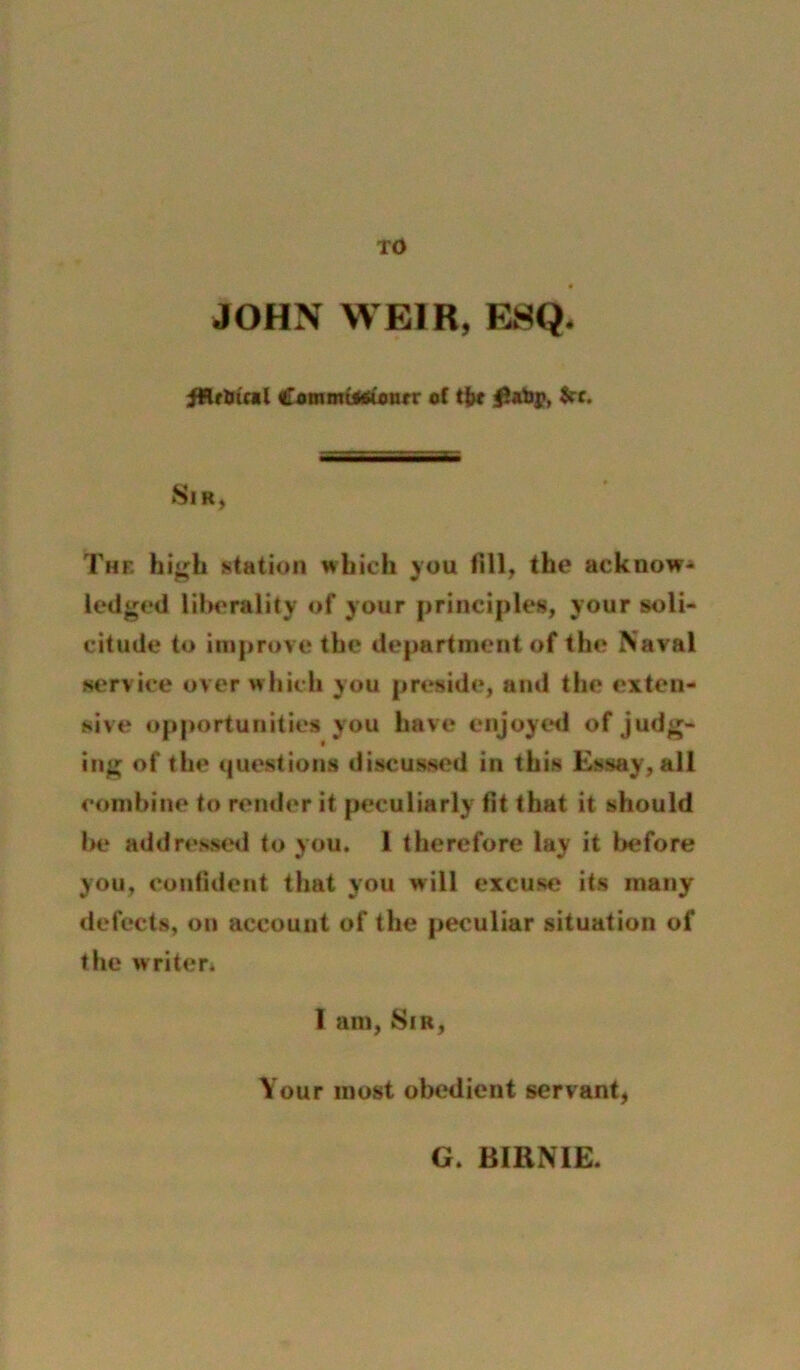 TO
JOHN WEIR, ESQ.
Medical Commissioner of the Navy, &c.
SIR,
THE high station which you fill, the acknow-
ledged liberality of your principles, your soli-
citude to improve the department of the Naval
service over which you preside, and the exten-
sive opportunities you have enjoyed of judg-
ing of the questions discussed in this Essay, all
combine to render it peculiarly fit that it should
be addressed to you. I therefore lay it before
you, confident that you will excuse its many
defects, on account of the peculiar situation of
the writer.
I am, SIR,
Your most obedient servant,
G. BIRNIE.